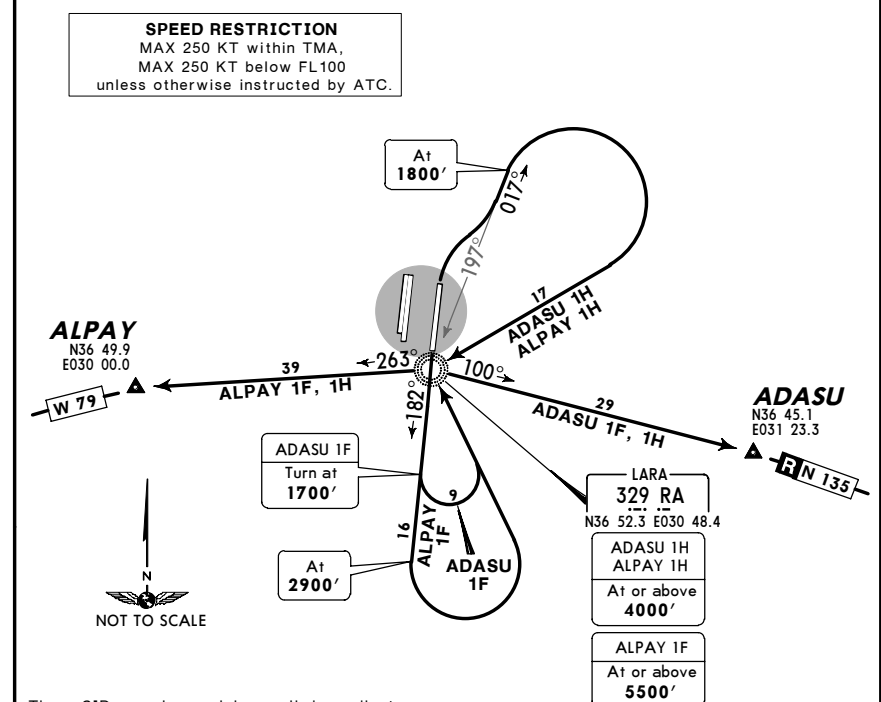 SPEED RESTRICTION
MAX 250 KT within TMA,
MAX 250 KT below FL100
unless otherwise instructed by ATC.
At
1800'
017°
197°
17
ADASU 1H
ALPAY 1H
ALPAY
N36 49.9
E030 00.0
W 79
39
ALPAY 1F, 1H
263°
100°
182°
29
ADASU 1F, 1H
ADASU
N36 45.1
E031 23.3
R N 135
ADASU 1F
Turn at
1700'
9
16
ALPAY
1F
ADASU
1F
At
2900'
LARA
329 RA
N36 52.3 E030 48.4
ADASU 1H
ALPAY 1H
At or above
4000'
ALPAY 1F
At or above
5500'
N
NOT TO SCALE